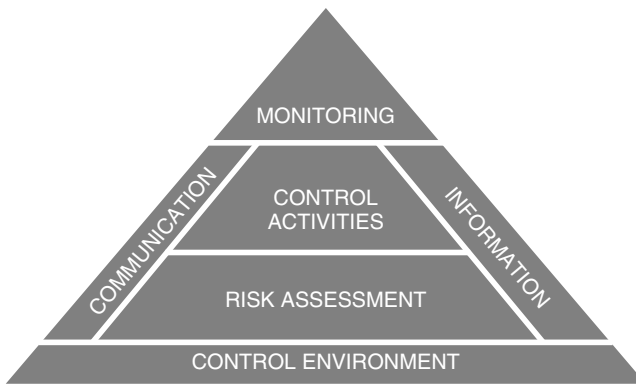 MONITORING
COMMUNICATION
CONTROL
ACTIVITIES
INFORMATION
RISK ASSESSMENT
CONTROL ENVIRONMENT